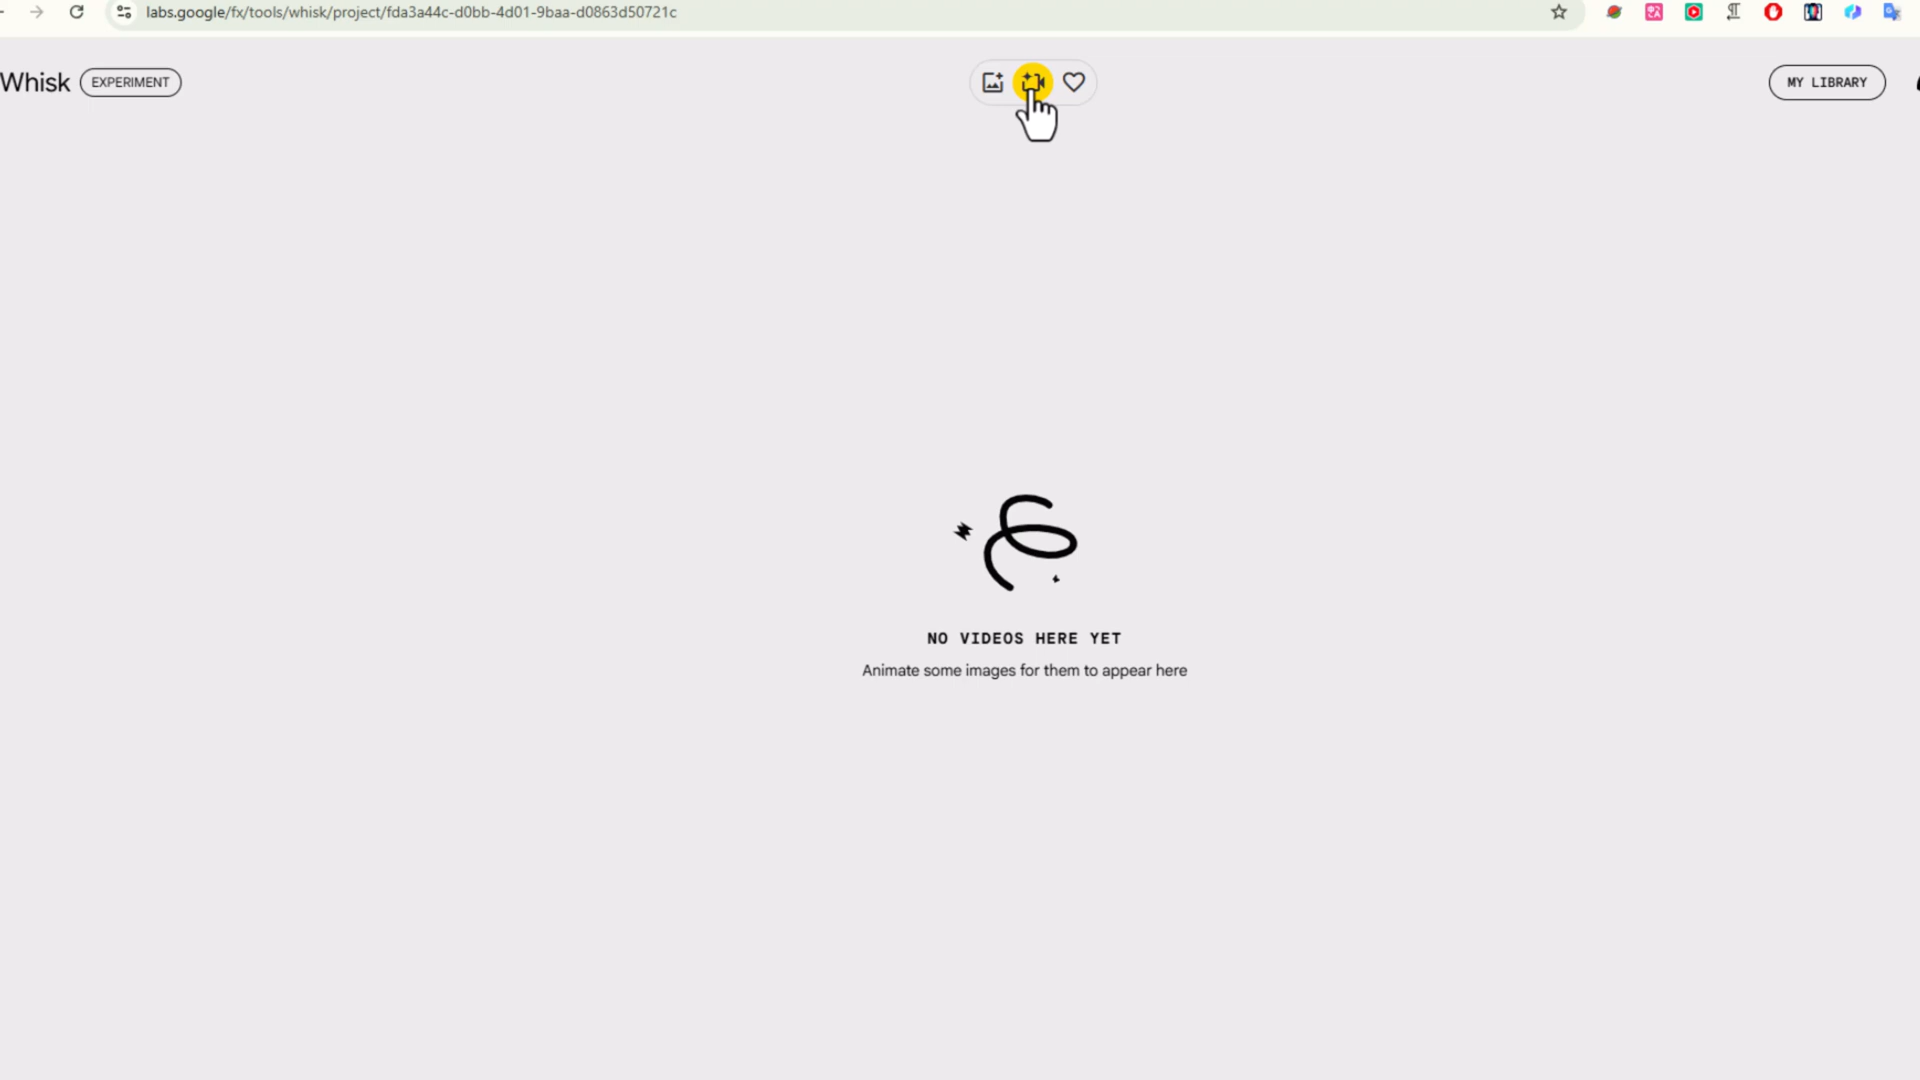 labs.google/fx/tools/whisk/project/fda3a44c-d0bb-4d01-9baa-d0863d50721c
Whisk EXPERIMENT
MY LIBRARY
NO VIDEOS HERE YET
Animate some images for them to appear here